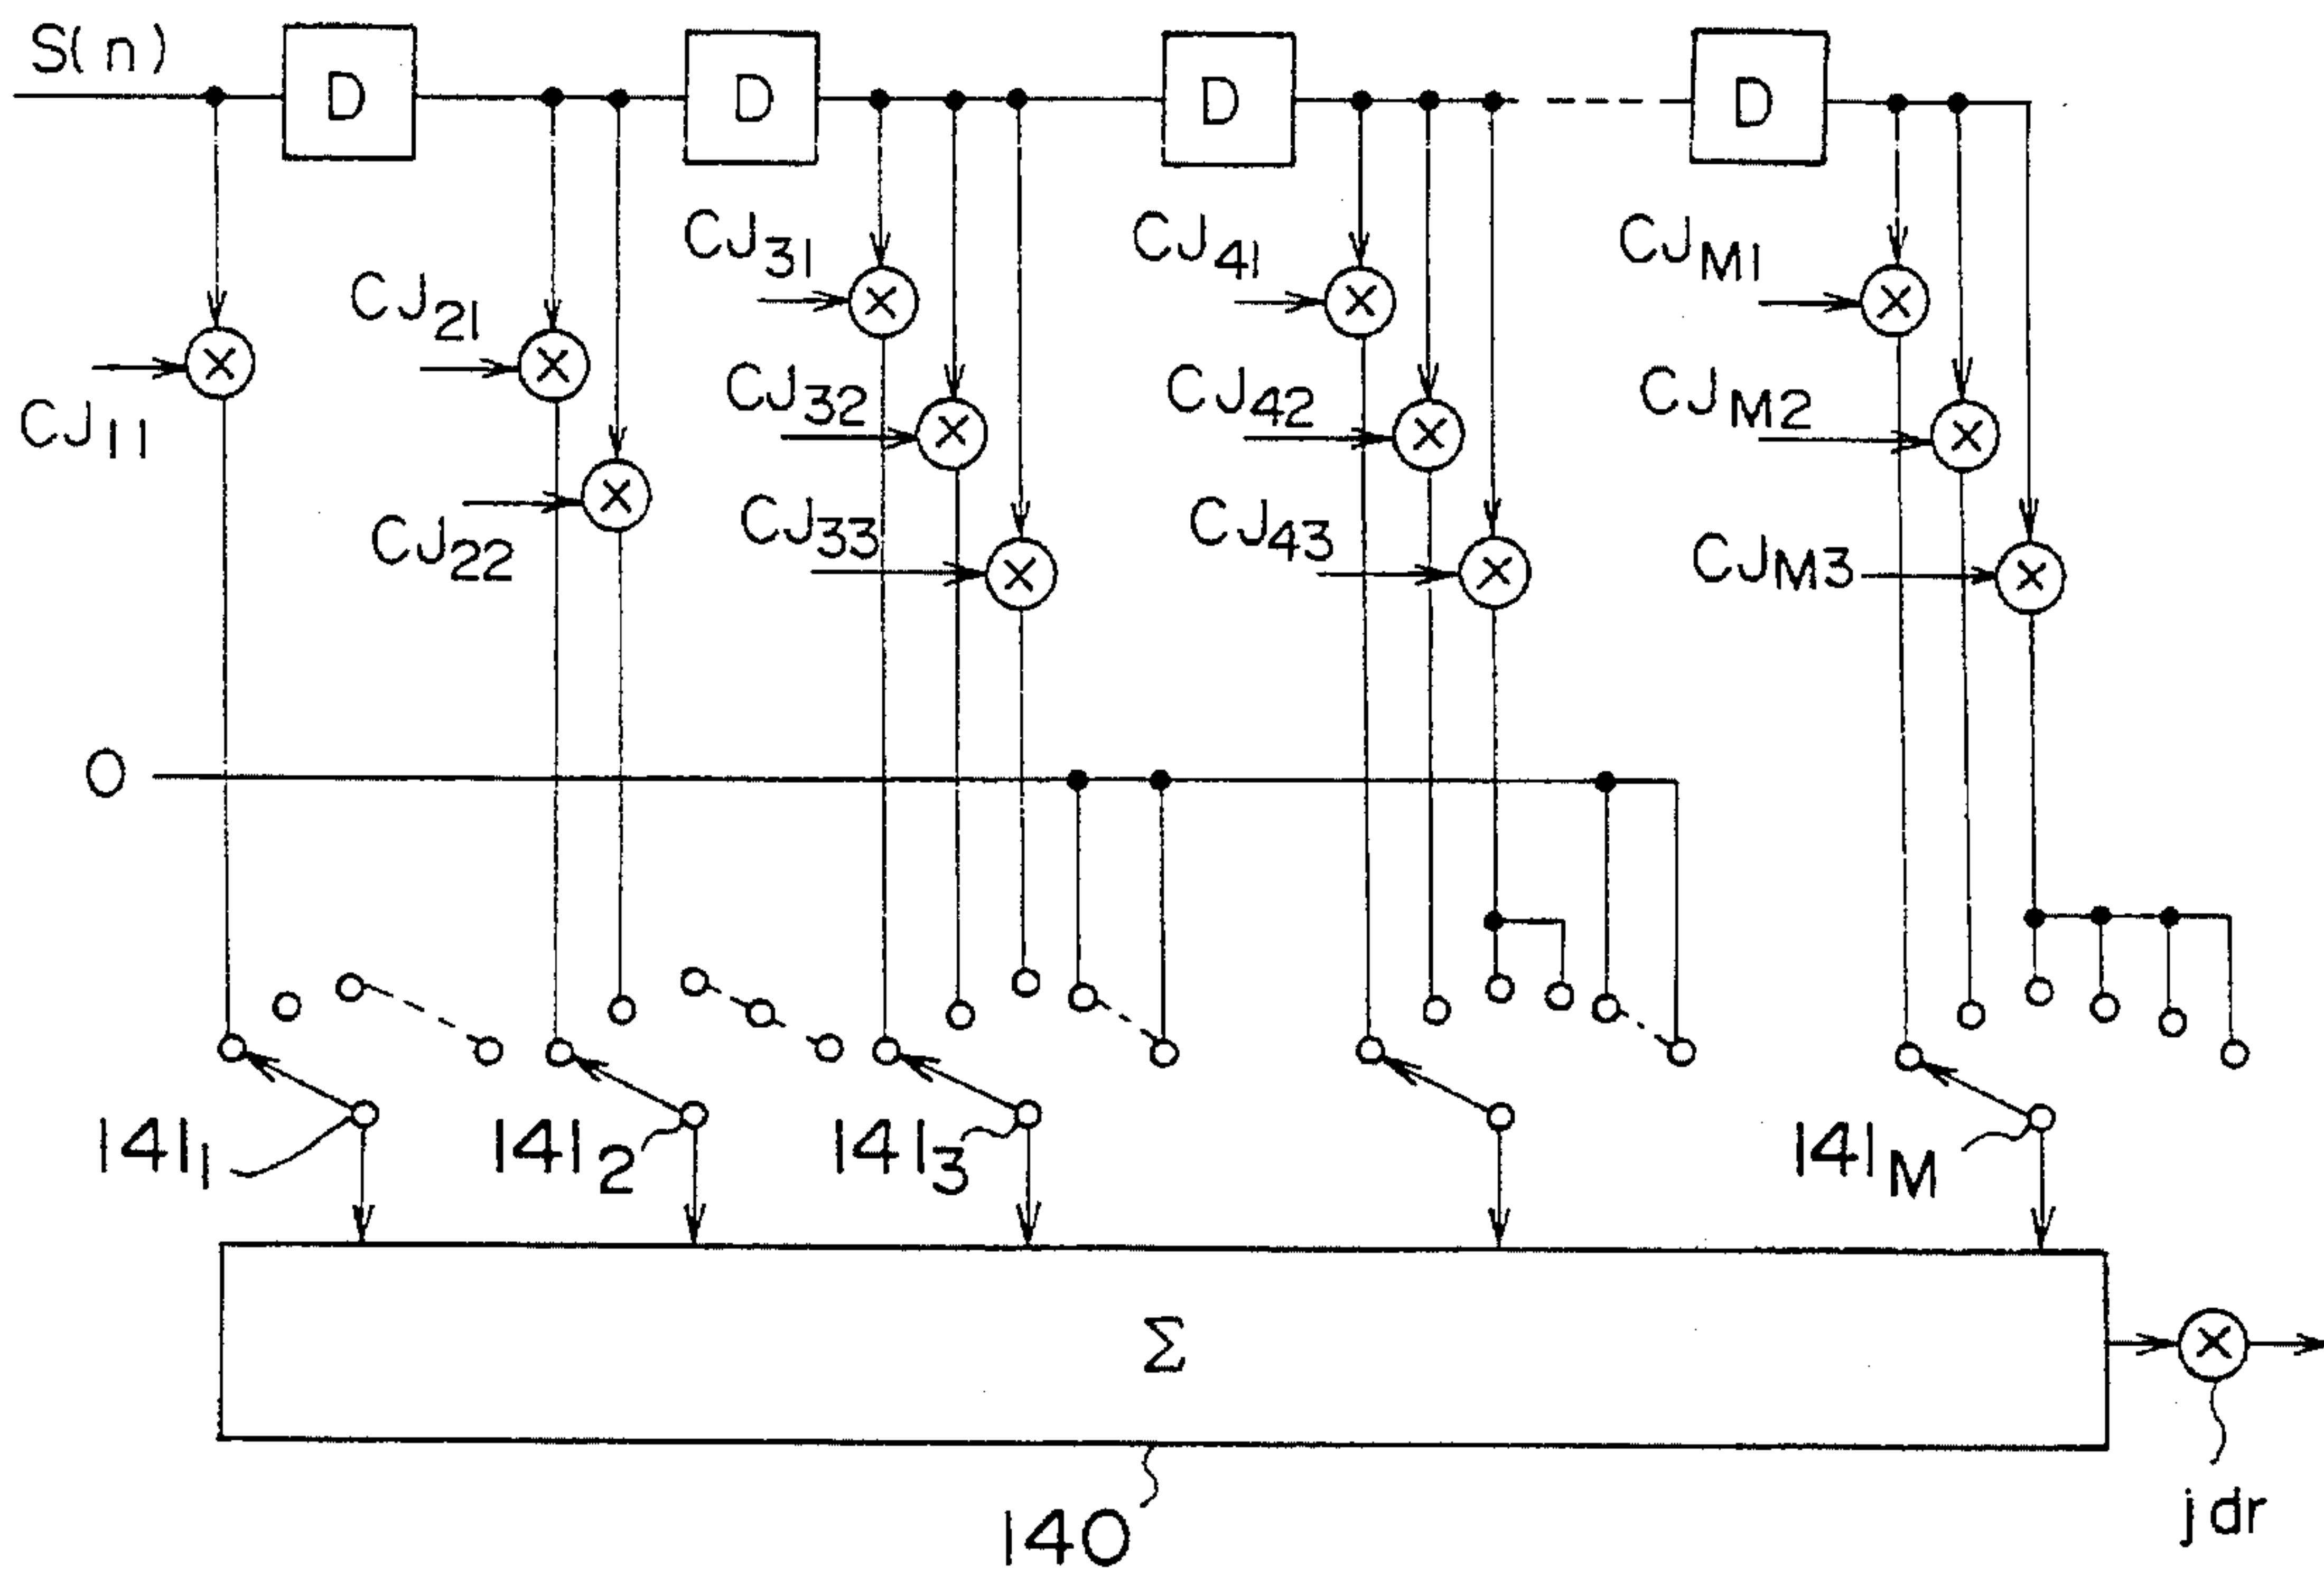 S(n)
D D D D
CJ31 CJ41 CJM1
CJ21
× × ×
× ×
CJ32 CJ42 CJM2
CJ11
× × ×
×
CJ22
CJ33 CJ43 CJM3
× × ×
0
141₁ 141₂ 141₃ 141M
Σ
×
140
jdr